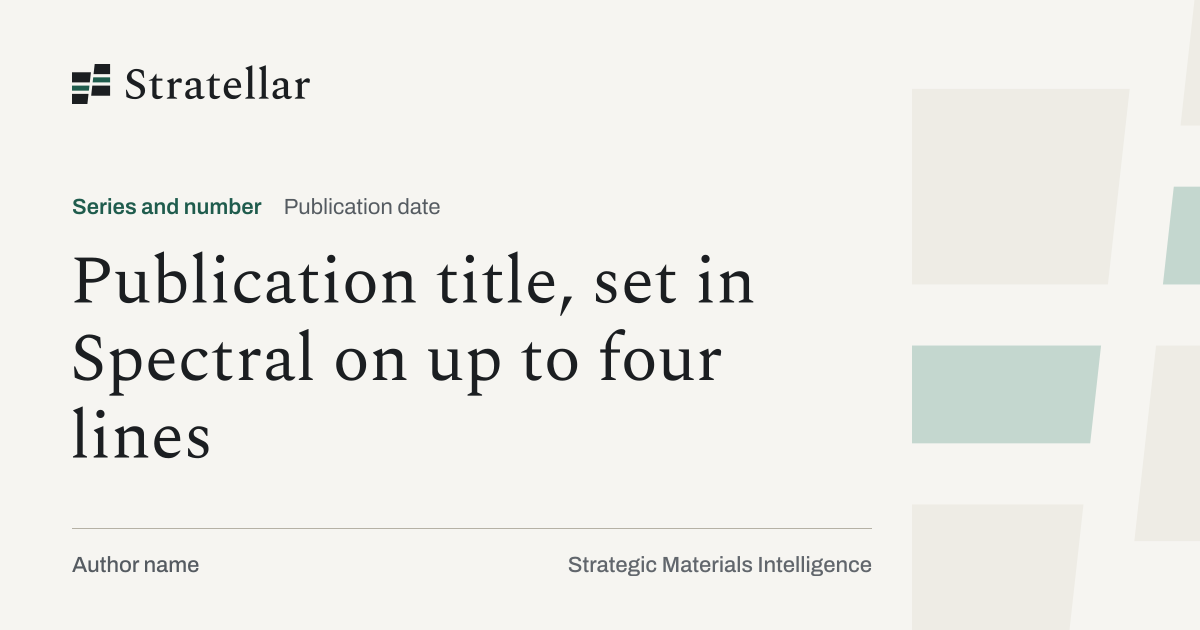 Stratellar
Series and number Publication date
Publication title, set in
Spectral on up to four
lines
Author name Strategic Materials Intelligence